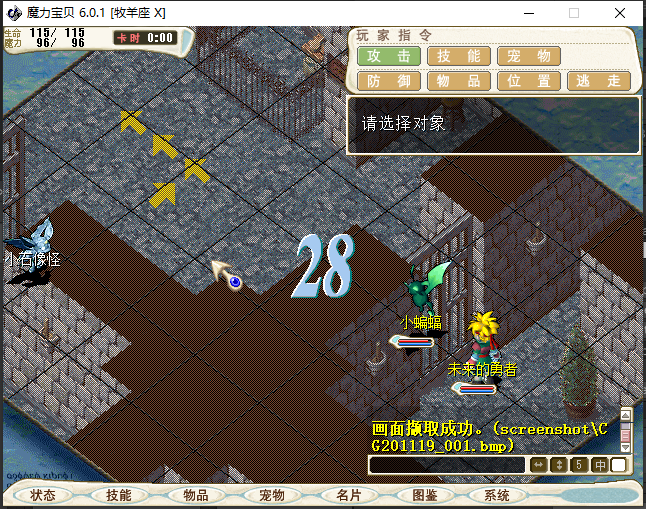 魔力宝贝 6.0.1 [牧羊座 X]
生命 115/ 115
魔力 96/ 96
卡时 0:00
玩家指令
攻击 技能 宠物
防御 物品 位置 逃走
请选择对象
小石像怪
28
小蝙蝠
未来的勇者
画面撷取成功。(screenshot\C
G201119_001.bmp)
5 中
状态 技能 物品 宠物 名片 图鉴 系统